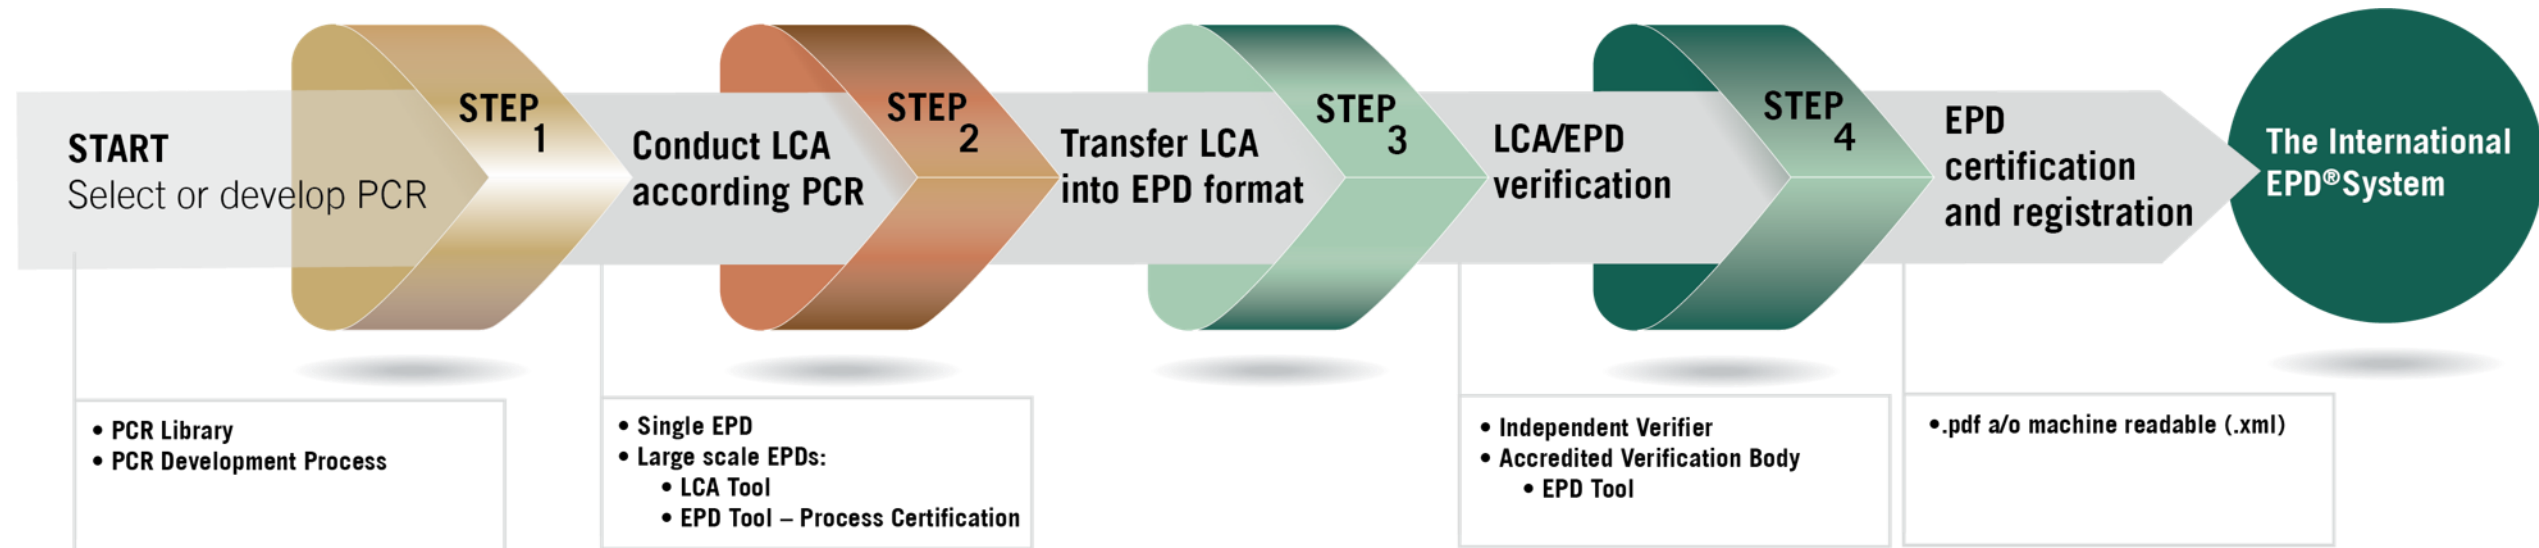 START
Select or develop PCR
STEP 1
Conduct LCA
according PCR
STEP 2
Transfer LCA
into EPD format
STEP 3
LCA/EPD
verification
STEP 4
EPD
certification
and registration
The International
EPD®System
• PCR Library
• PCR Development Process
• Single EPD
• Large scale EPDs:
• LCA Tool
• EPD Tool – Process Certification
• Independent Verifier
• Accredited Verification Body
• EPD Tool
•.pdf a/o machine readable (.xml)